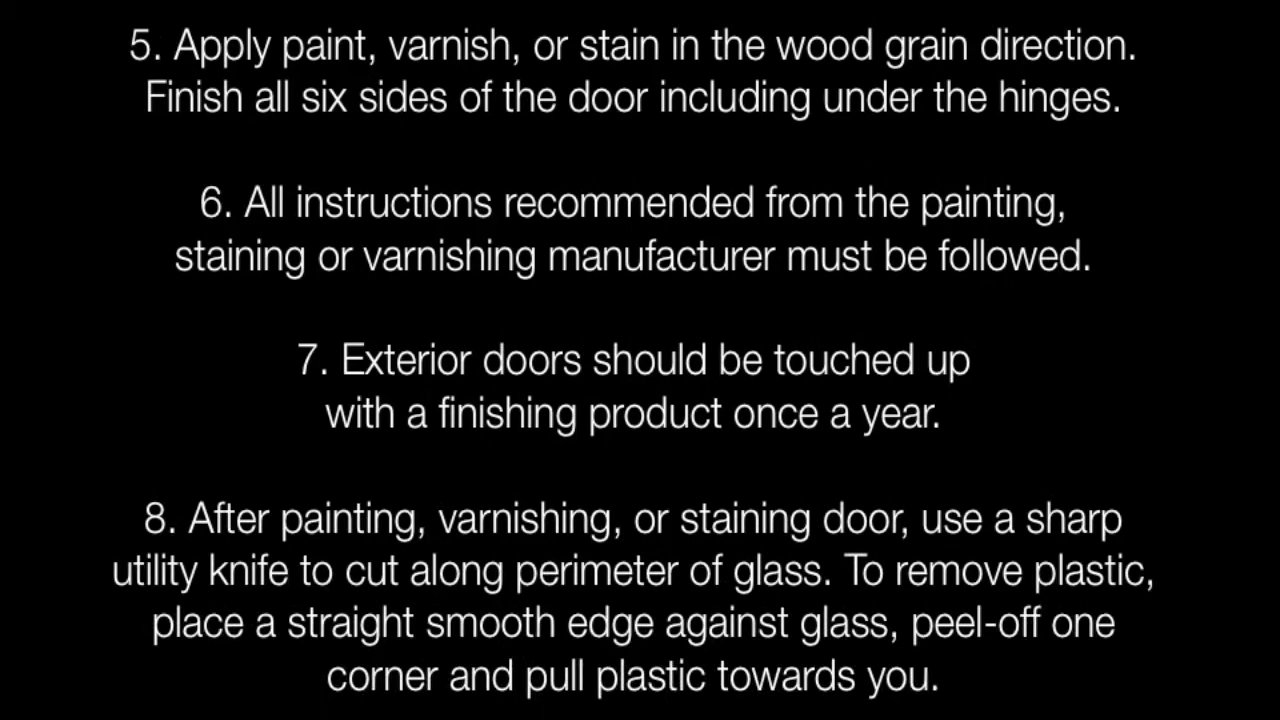 5. Apply paint, varnish, or stain in the wood grain direction.
Finish all six sides of the door including under the hinges.
6. All instructions recommended from the painting,
staining or varnishing manufacturer must be followed.
7. Exterior doors should be touched up
with a finishing product once a year.
8. After painting, varnishing, or staining door, use a sharp
utility knife to cut along perimeter of glass. To remove plastic,
place a straight smooth edge against glass, peel-off one
corner and pull plastic towards you.